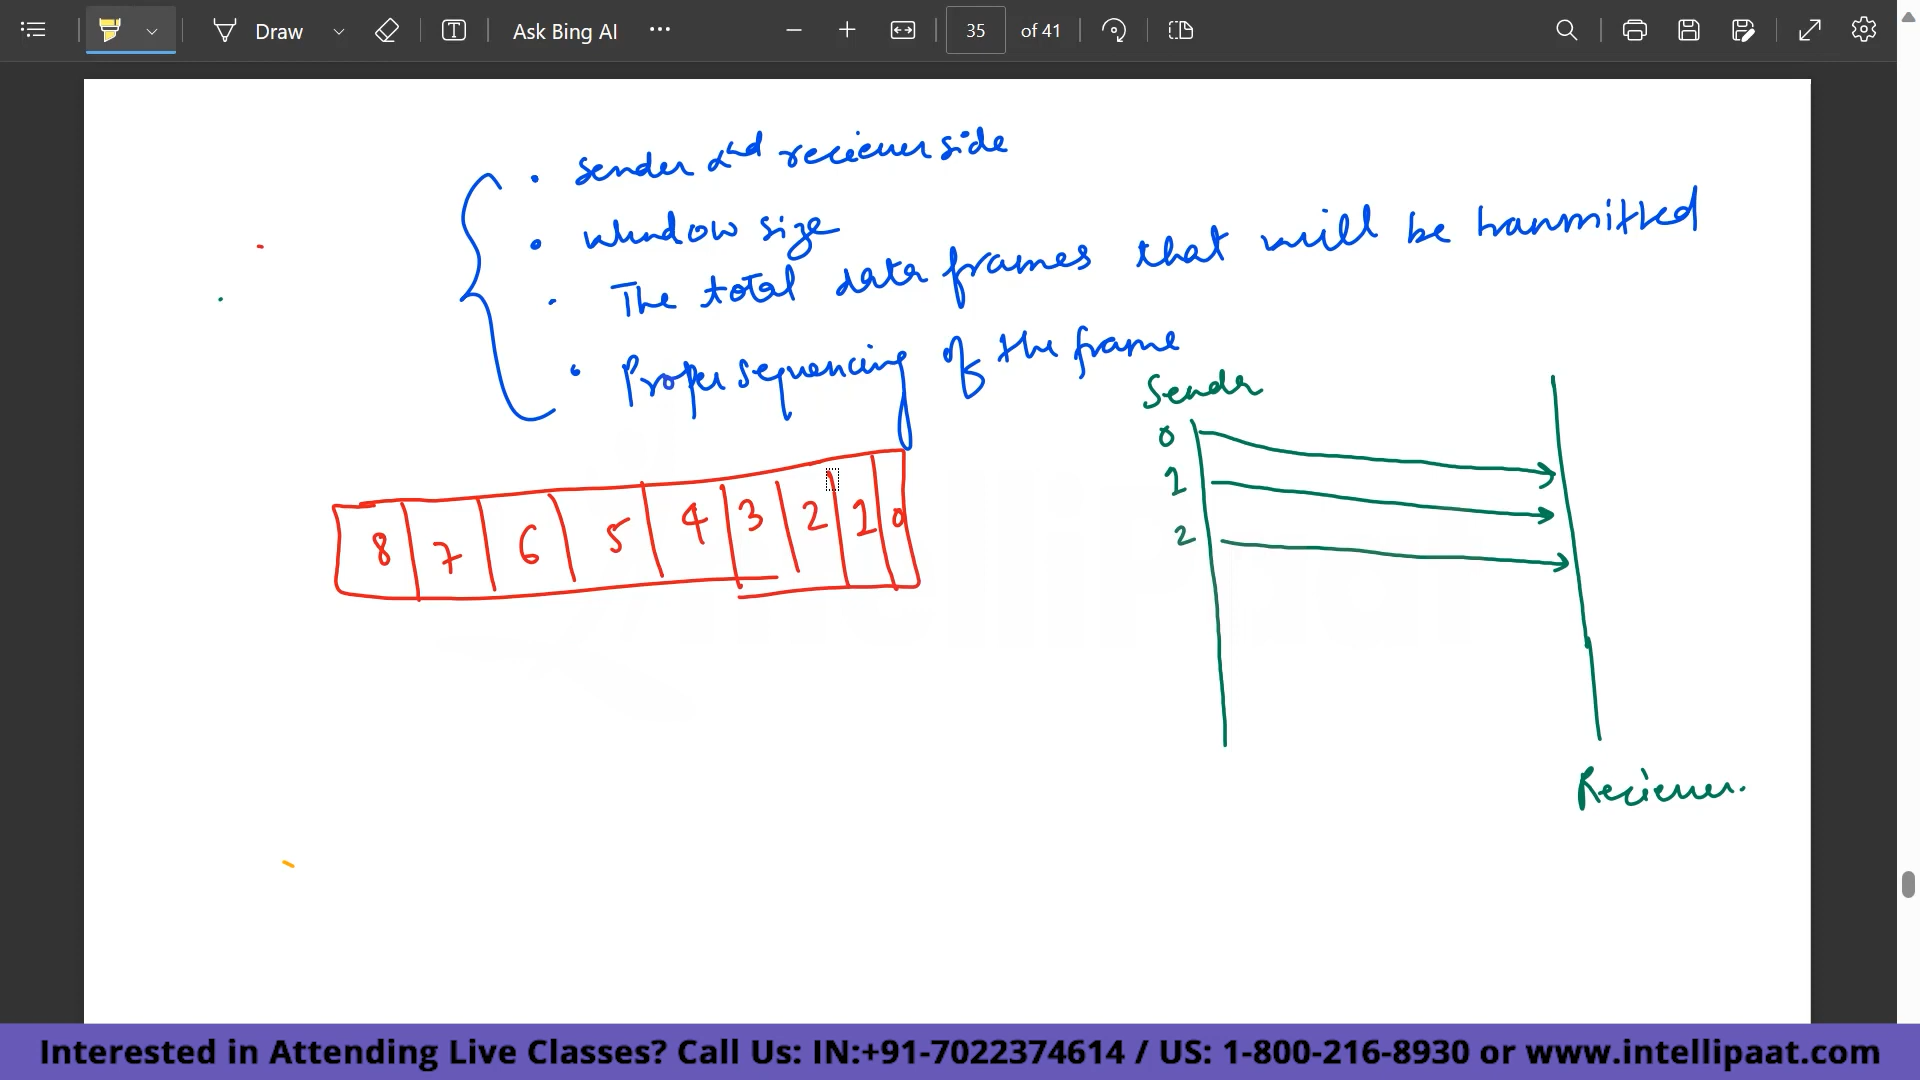 Draw
Ask Bing AI
35 of 41
• Sender and reciever side
• Window size
• The total data frames that will be transmitted
• Proper sequencing of the frame
Sender
0
1
2
8 7 6 5 4 3 2 1 0
Reciever.
Interested in Attending Live Classes? Call Us: IN:+91-7022374614 / US: 1-800-216-8930 or www.intellipaat.com